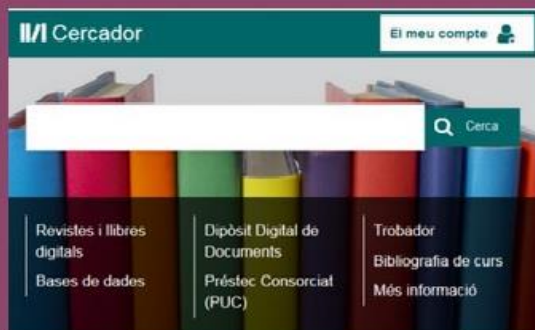 Cercador
El meu compte
Cerca
Revistes i llibres
digitals
Bases de dades
Dipòsit Digital de
Documents
Préstec Consorciat
(PUC)
Trobador
Bibliografia de curs
Més informació